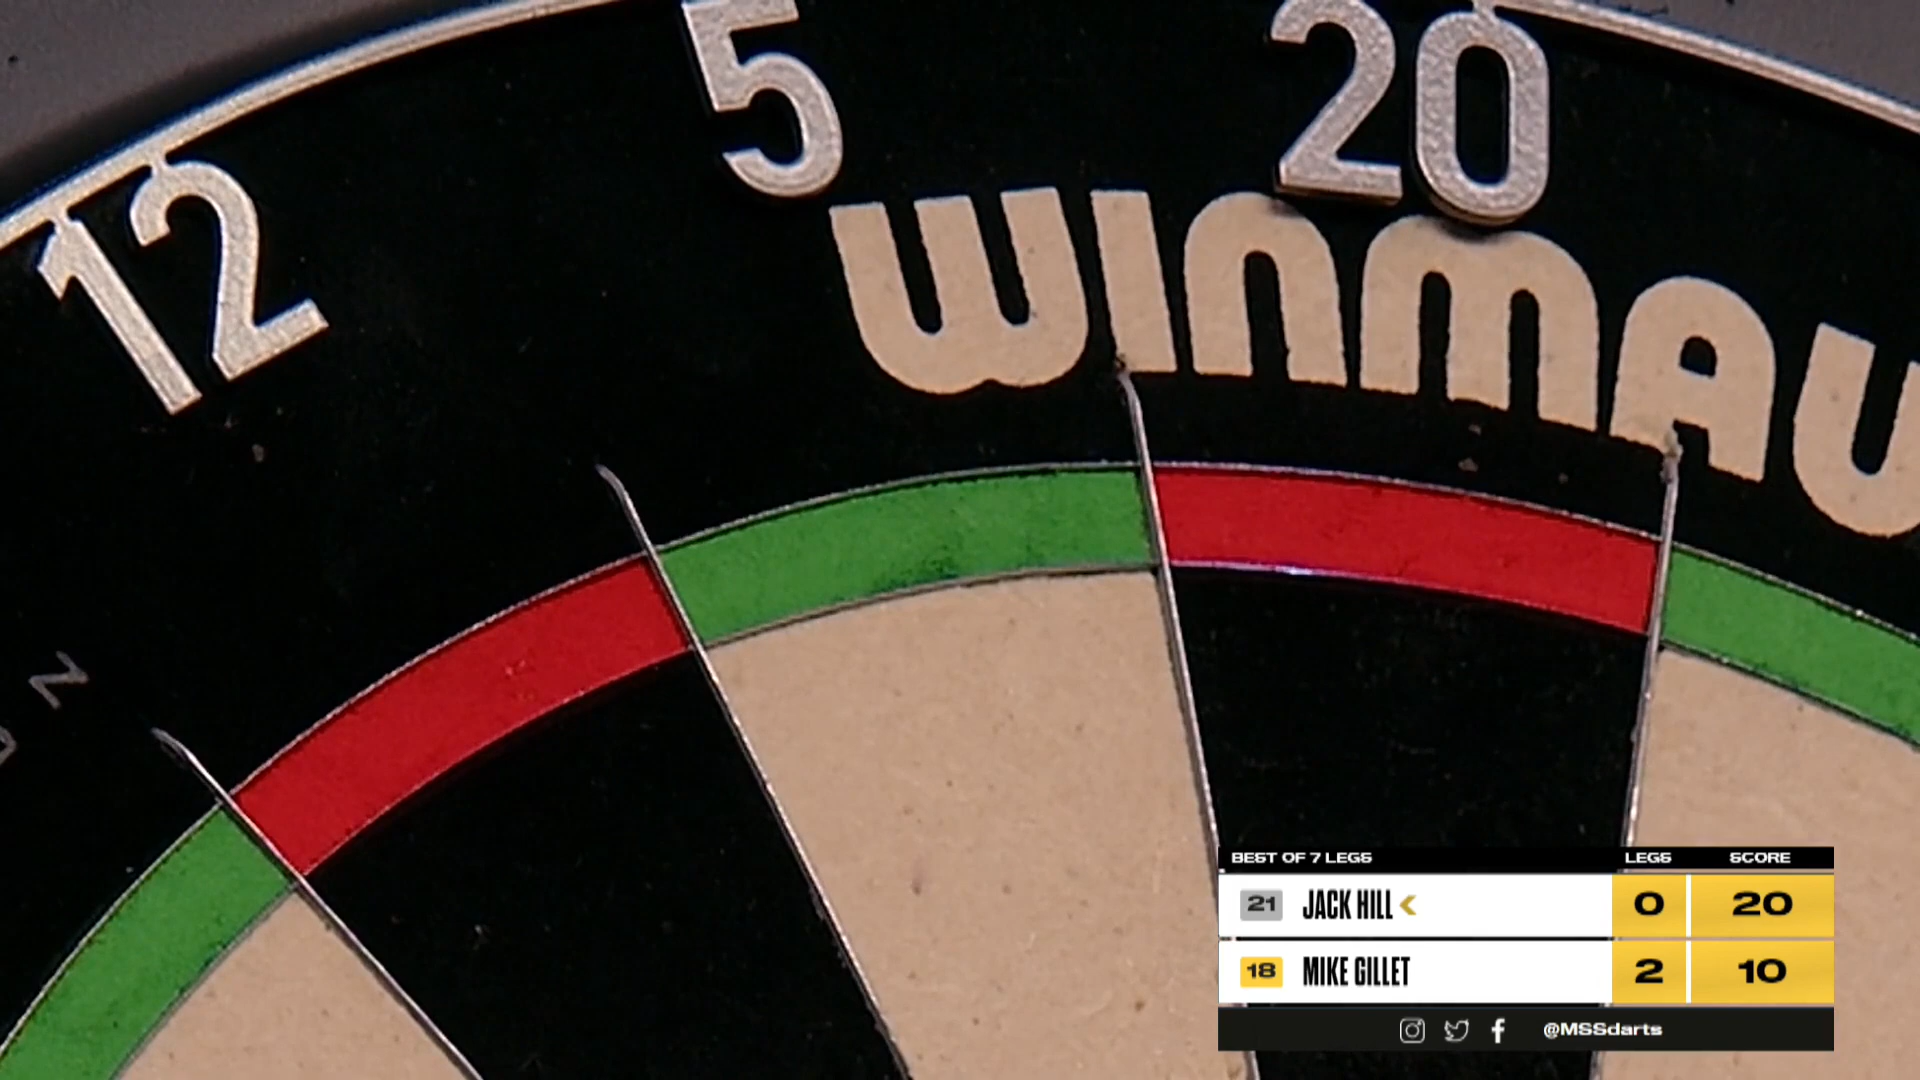 12 5 20
WINMAU
BEST OF 7 LEGS LEGS SCORE
21 JACK HILL 0 20
18 MIKE GILLET 2 10
@MSSdarts